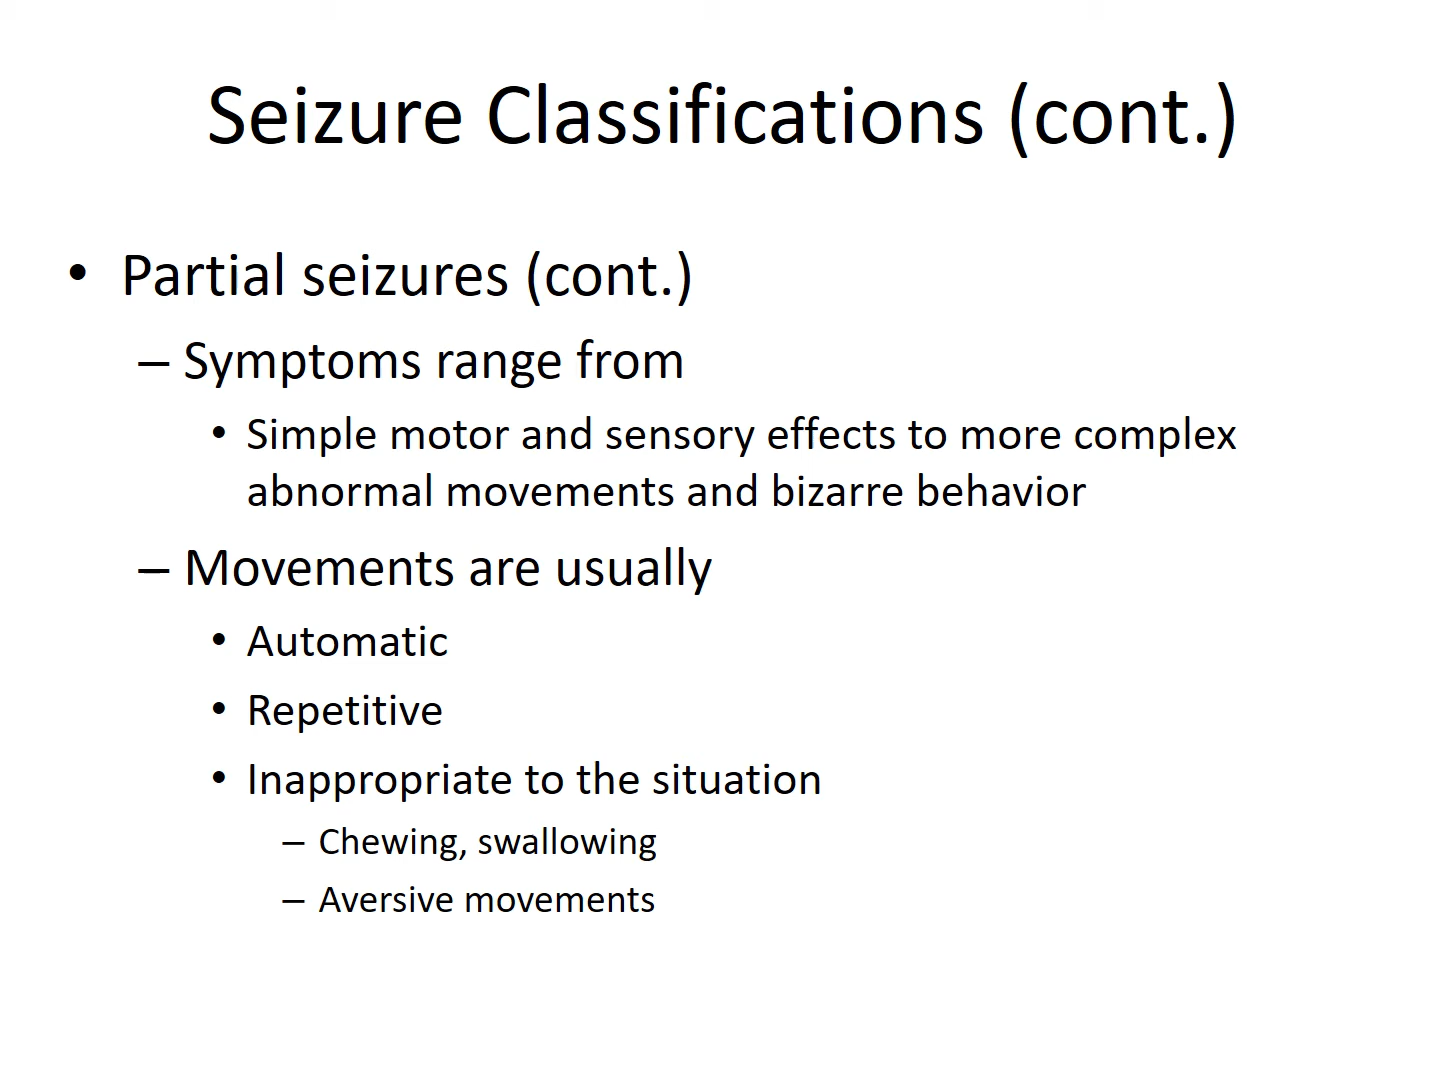 Seizure Classifications (cont.)
• Partial seizures (cont.)
– Symptoms range from
• Simple motor and sensory effects to more complex
abnormal movements and bizarre behavior
– Movements are usually
• Automatic
• Repetitive
• Inappropriate to the situation
– Chewing, swallowing
– Aversive movements